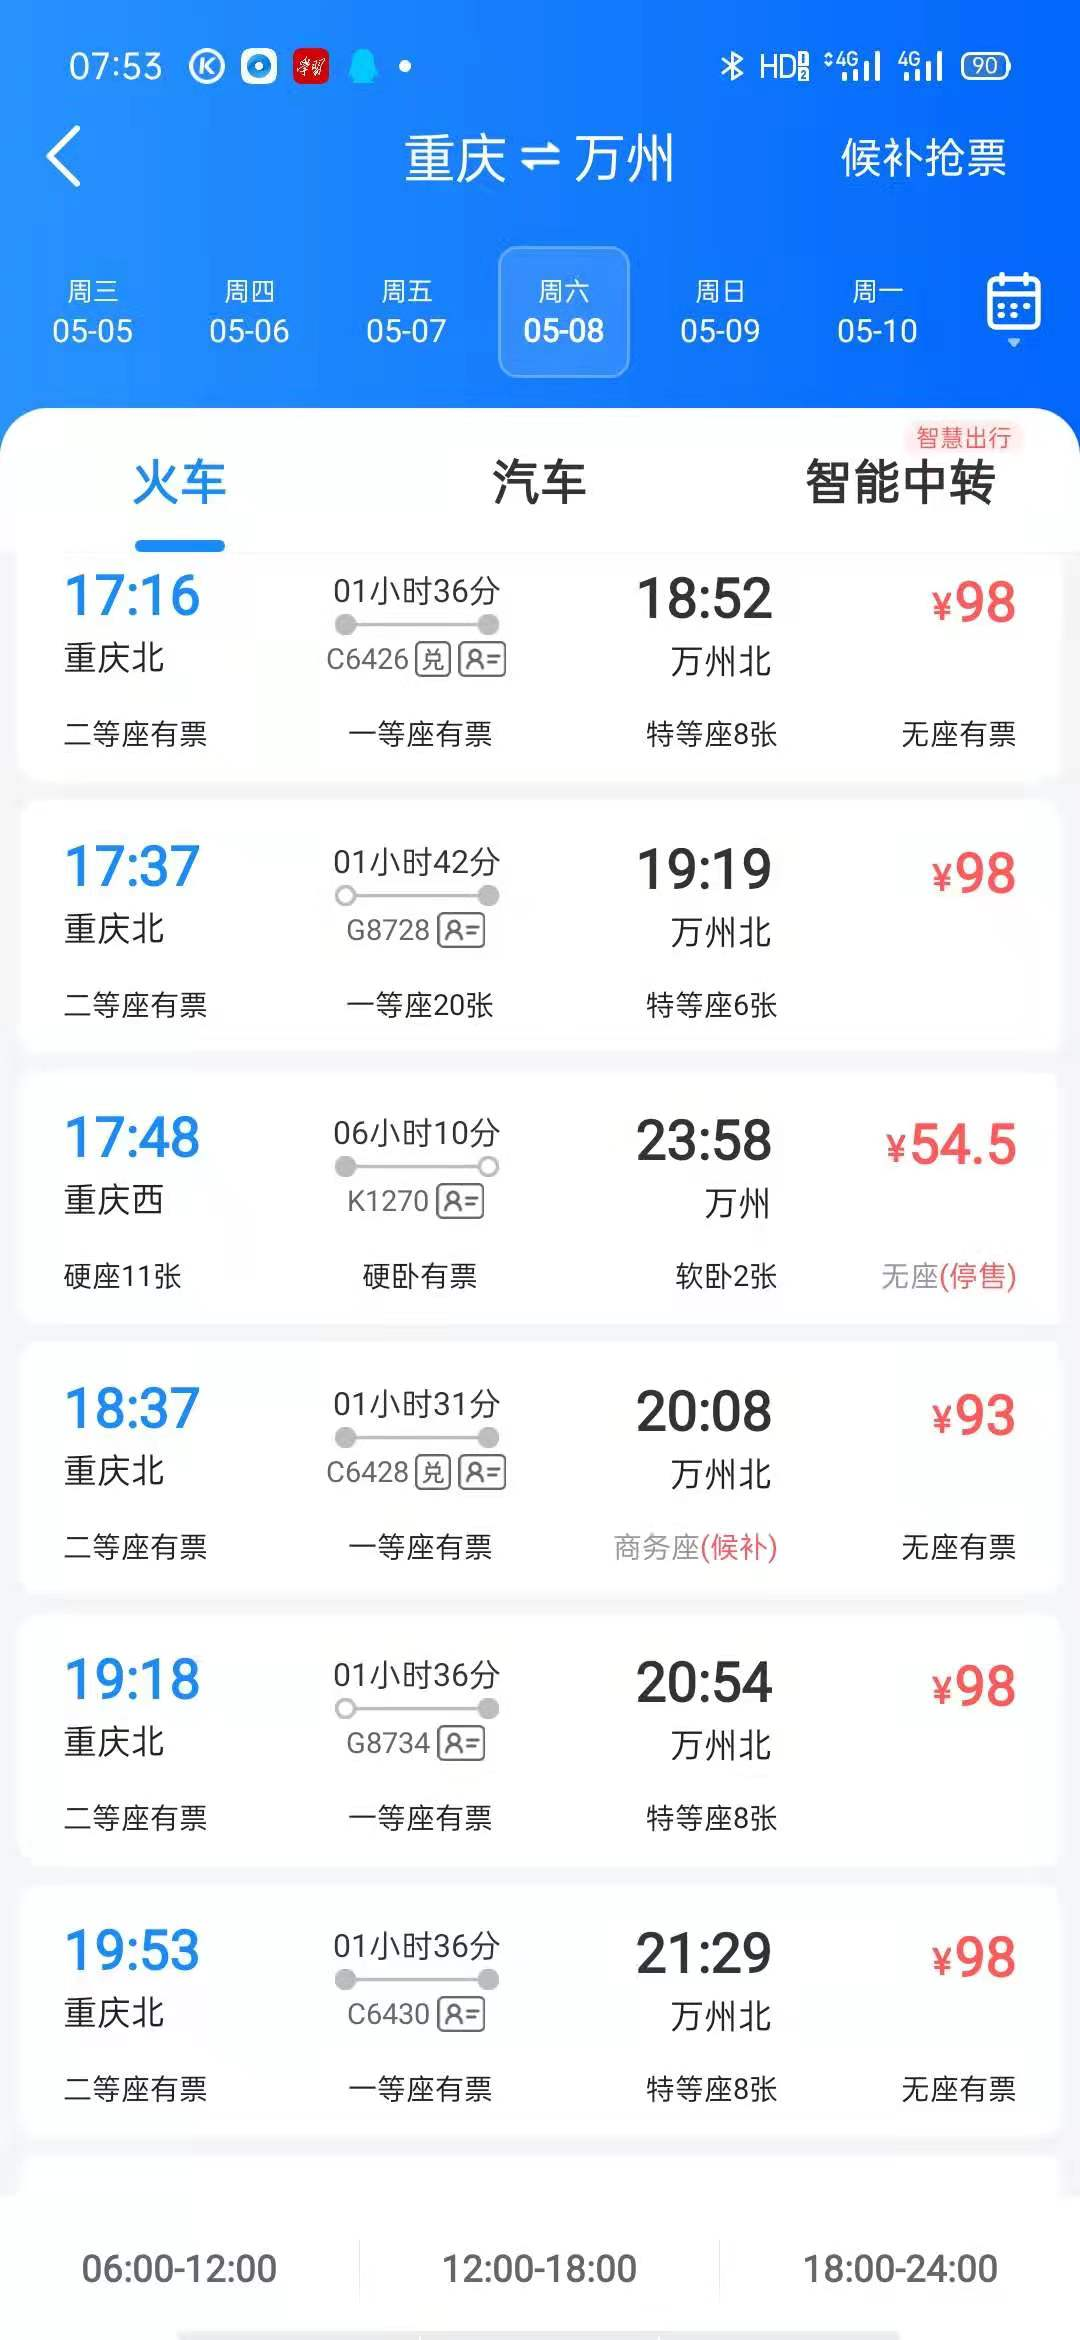 07:53 HD 4G 4G 90
重庆⇌万州 候补抢票
周三 周四 周五 周六 周日 周一
05-05 05-06 05-07 05-08 05-09 05-10
智慧出行
火车 汽车 智能中转
17:16 01小时36分 18:52 ¥98
重庆北 C6426 兑 万州北
二等座有票 一等座有票 特等座8张 无座有票
17:37 01小时42分 19:19 ¥98
重庆北 G8728 万州北
二等座有票 一等座20张 特等座6张
17:48 06小时10分 23:58 ¥54.5
重庆西 K1270 万州
硬座11张 硬卧有票 软卧2张 无座(停售)
18:37 01小时31分 20:08 ¥93
重庆北 C6428 兑 万州北
二等座有票 一等座有票 商务座(候补) 无座有票
19:18 01小时36分 20:54 ¥98
重庆北 G8734 万州北
二等座有票 一等座有票 特等座8张
19:53 01小时36分 21:29 ¥98
重庆北 C6430 万州北
二等座有票 一等座有票 特等座8张 无座有票
06:00-12:00 12:00-18:00 18:00-24:00